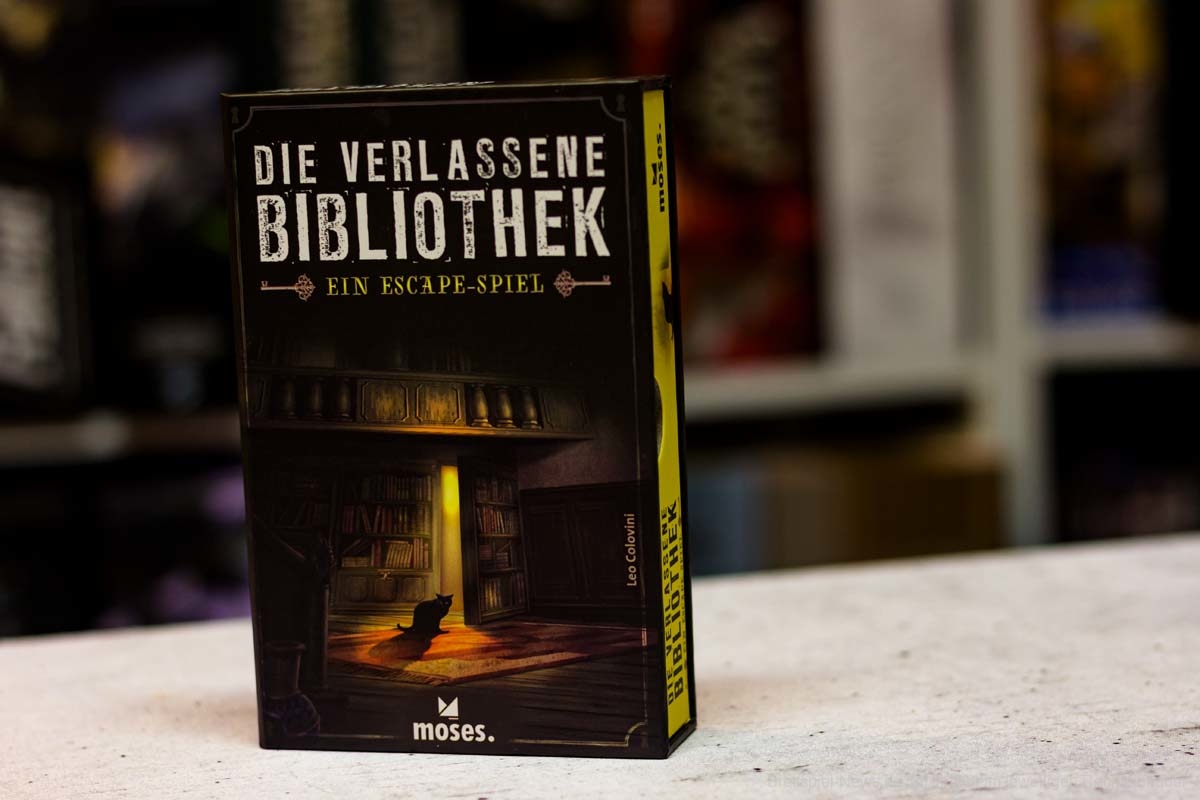 DIE VERLASSENE
BIBLIOTHEK
EIN ESCAPE-SPIEL
Leo Colovini
moses.
moses.
DIE VERLASSENE
BIBLIOTHEK